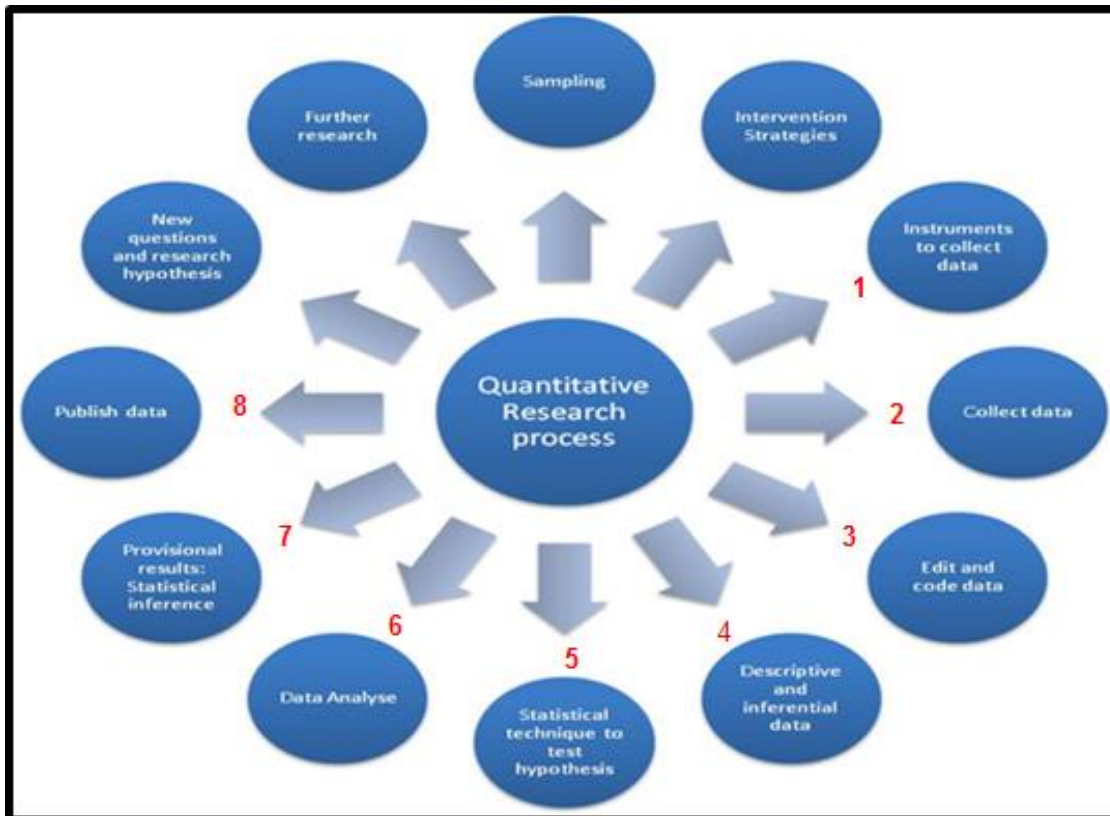 Sampling
Intervention
Strategies
Instruments
to collect
data
1
Collect data
2
Edit and
code data
3
Descriptive
and
inferential
data
4
Statistical
technique to
test
hypothesis
5
Data Analyse
6
Provisional
results:
Statistical
inference
7
Publish data
8
New
questions
and research
hypothesis
Further
research
Quantitative
Research
process